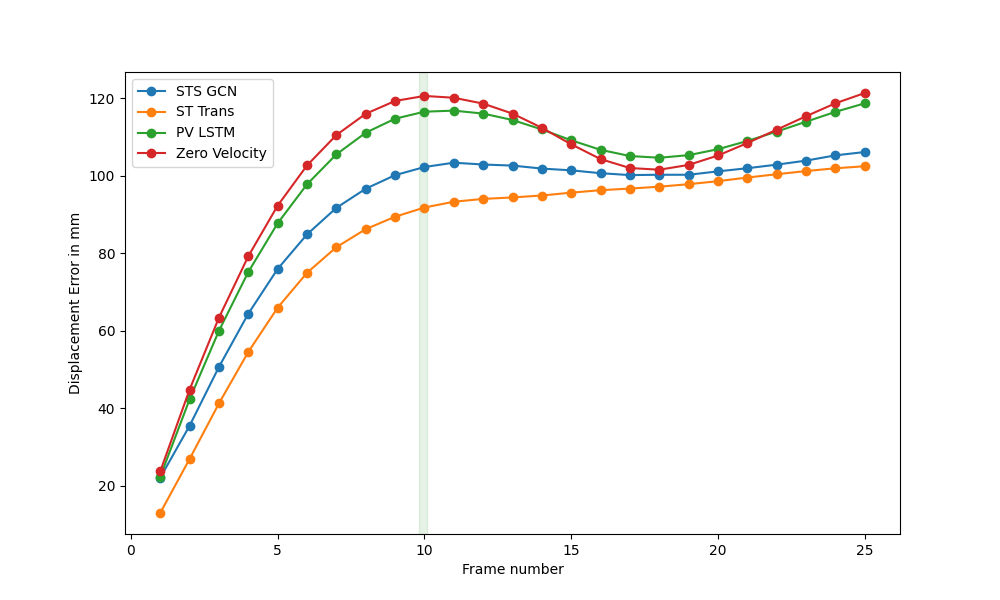 STS GCN
ST Trans
PV LSTM
Zero Velocity
Displacement Error in mm
120
100
80
60
40
20
0
5
10
15
20
25
Frame number